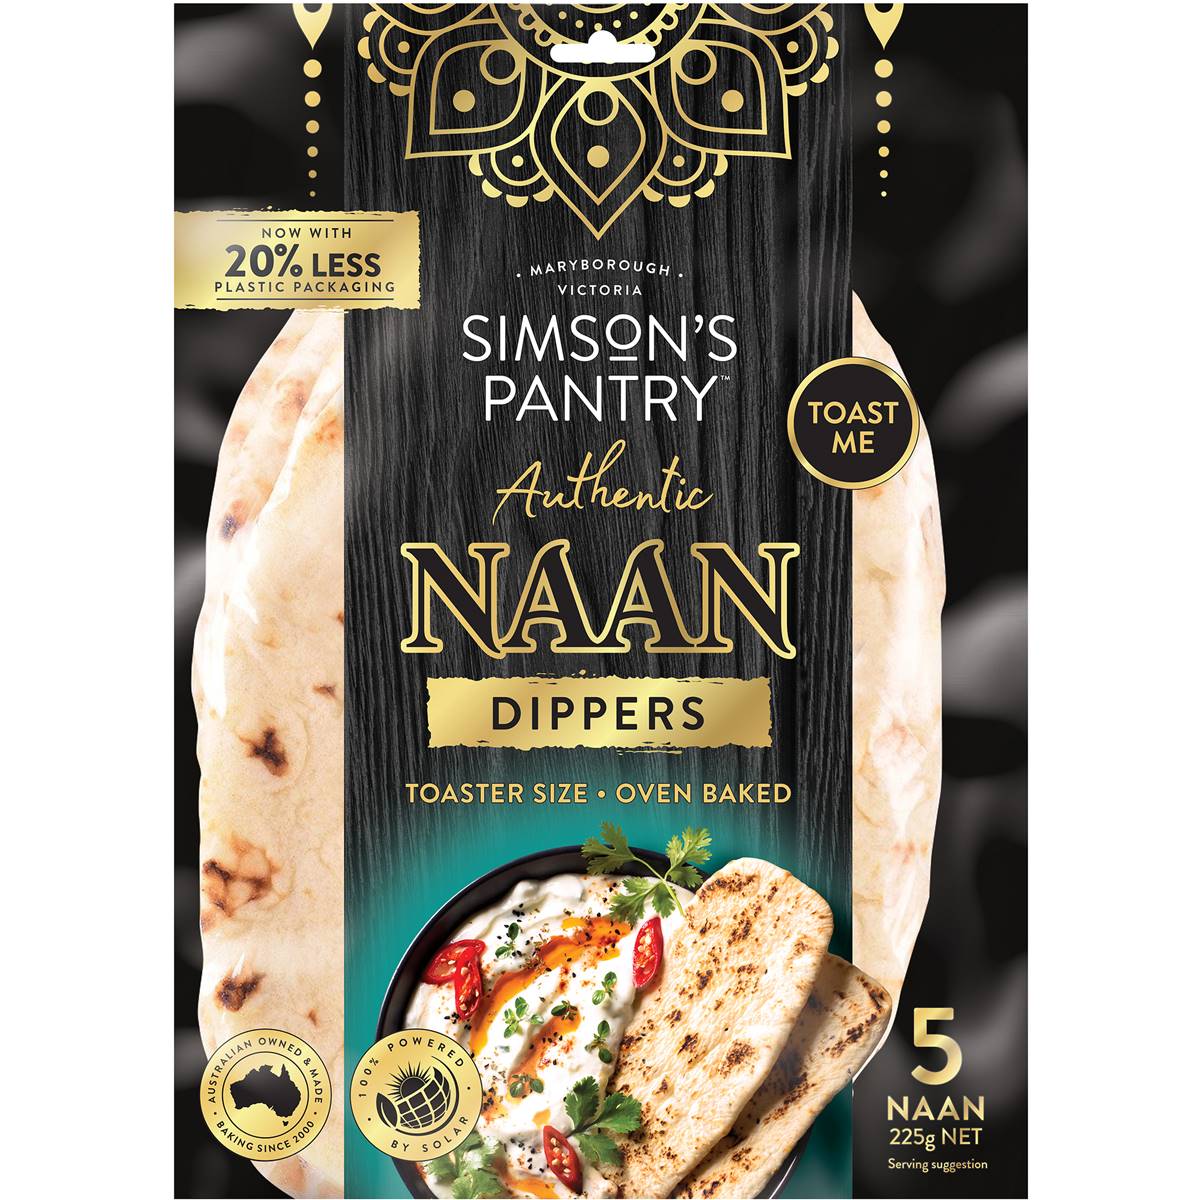 NOW WITH
20% LESS
PLASTIC PACKAGING
• MARYBOROUGH •
VICTORIA
SIMSON'S
PANTRY™
Authentic
NAAN
DIPPERS
TOASTER SIZE • OVEN BAKED
TOAST
ME
AUSTRALIAN OWNED & MADE
• BAKING SINCE 2000 •
• 100% POWERED •
BY SOLAR
5
NAAN
225g NET
Serving suggestion